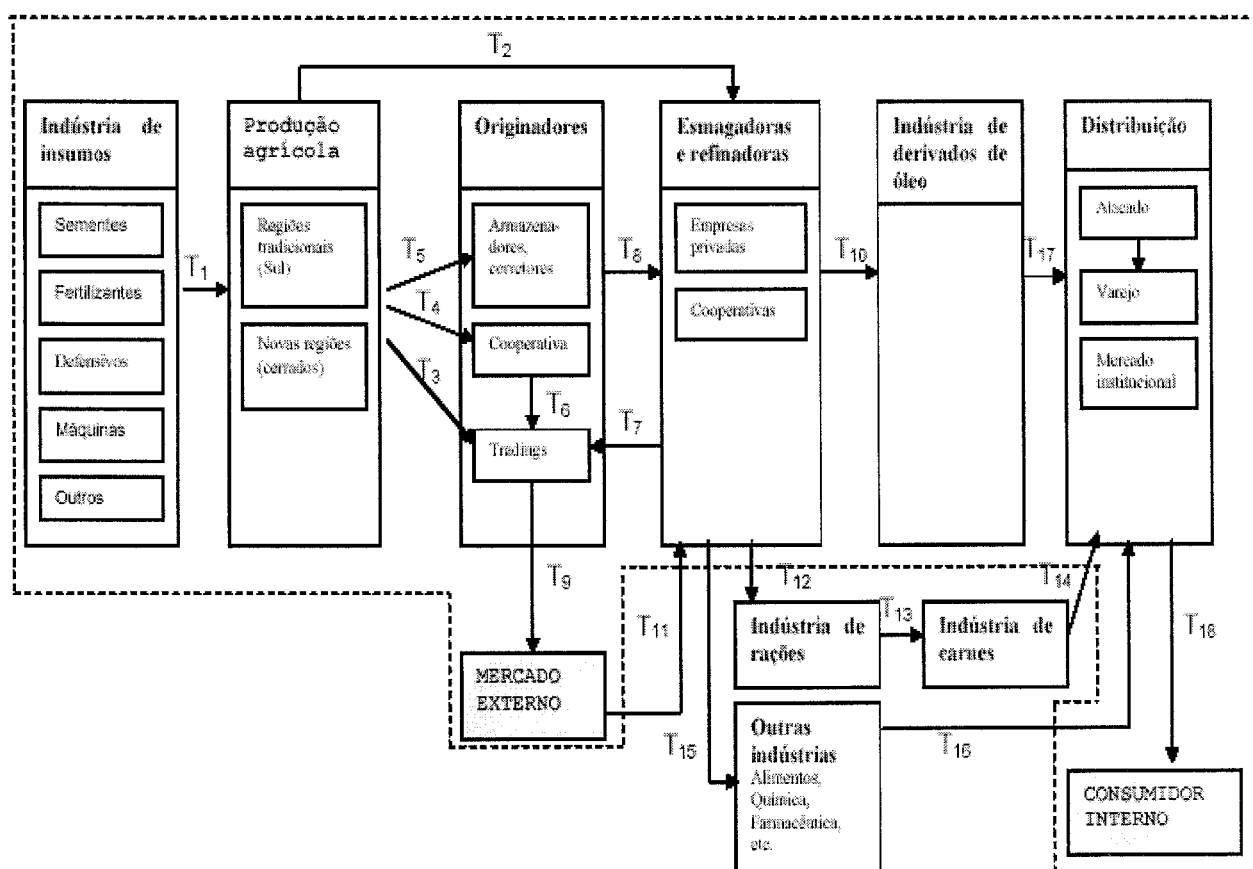 T2
Indústria de
insumos
Sementes
Fertilizantes
Defensivos
Máquinas
Outros
T1
Produção
agrícola
Regiões
tradicionais
(Sul)
Novas regiões
(cerrados)
T5
T4
T3
Originadores
Armazena-
dores,
corretores
Cooperativa
T6
Tradings
T8
T7
Esmagadoras
e refinadoras
Empresas
privadas
Cooperativas
T10
Indústria de
derivados de
óleo
T17
Distribuição
Atacado
Varejo
Mercado
institucional
T9
T11
T12
T13
T14
T18
MERCADO
EXTERNO
Indústria de
rações
Indústria de
carnes
T15
Outras
indústrias
Alimentos,
Química,
Farmacêutica,
etc.
T16
CONSUMIDOR
INTERNO